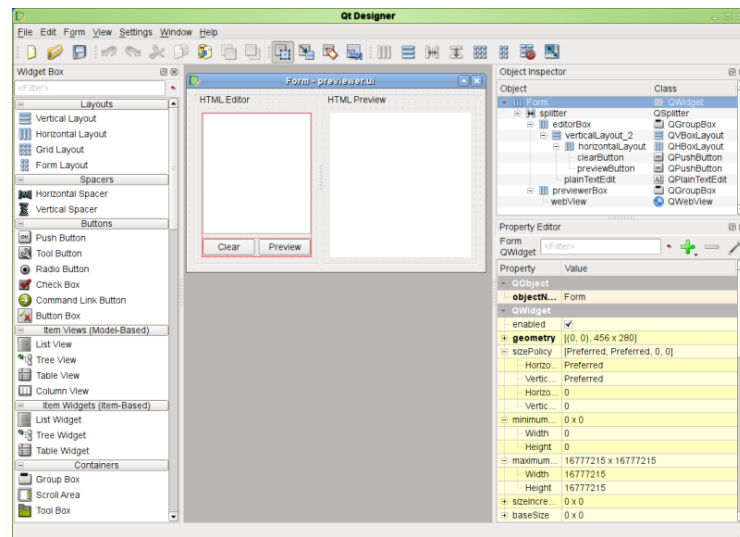 Qt Designer
File Edit Form View Settings Window Help
Widget Box
<Filter>
Layouts
Vertical Layout
Horizontal Layout
Grid Layout
Form Layout
Spacers
Horizontal Spacer
Vertical Spacer
Buttons
Push Button
Tool Button
Radio Button
Check Box
Command Link Button
Button Box
Item Views (Model-Based)
List View
Tree View
Table View
Column View
Item Widgets (Item-Based)
List Widget
Tree Widget
Table Widget
Containers
Group Box
Scroll Area
Tool Box
Form - previewer.ui
HTML Editor HTML Preview
Clear Preview
Object Inspector
Object Class
Form QWidget
splitter QSplitter
editorBox QGroupBox
verticalLayout_2 QVBoxLayout
horizontalLayout QHBoxLayout
clearButton QPushButton
previewButton QPushButton
plainTextEdit QPlainTextEdit
previewerBox QGroupBox
webView QWebView
Property Editor
Form
QWidget
<Filter>
Property Value
QObject
objectN... Form
QWidget
enabled
geometry [(0, 0), 456 x 280]
sizePolicy [Preferred, Preferred, 0, 0]
Horizo... Preferred
Vertic... Preferred
Horizo... 0
Vertic... 0
minimum... 0 x 0
Width 0
Height 0
maximum... 16777215 x 16777215
Width 16777215
Height 16777215
sizeIncre... 0 x 0
baseSize 0 x 0